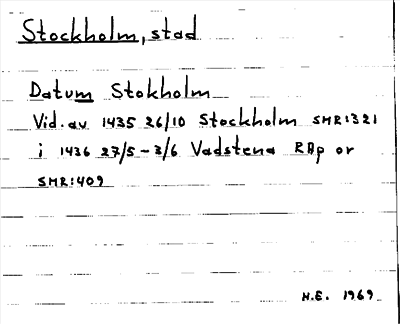 Stockholm, stad
Datum Stokholm
Vid. av 1435 26/10 Stockholm SMR:321
i 1436 27/5-3/6 Vadstena RAp or
SMR:409
H.E. 1969